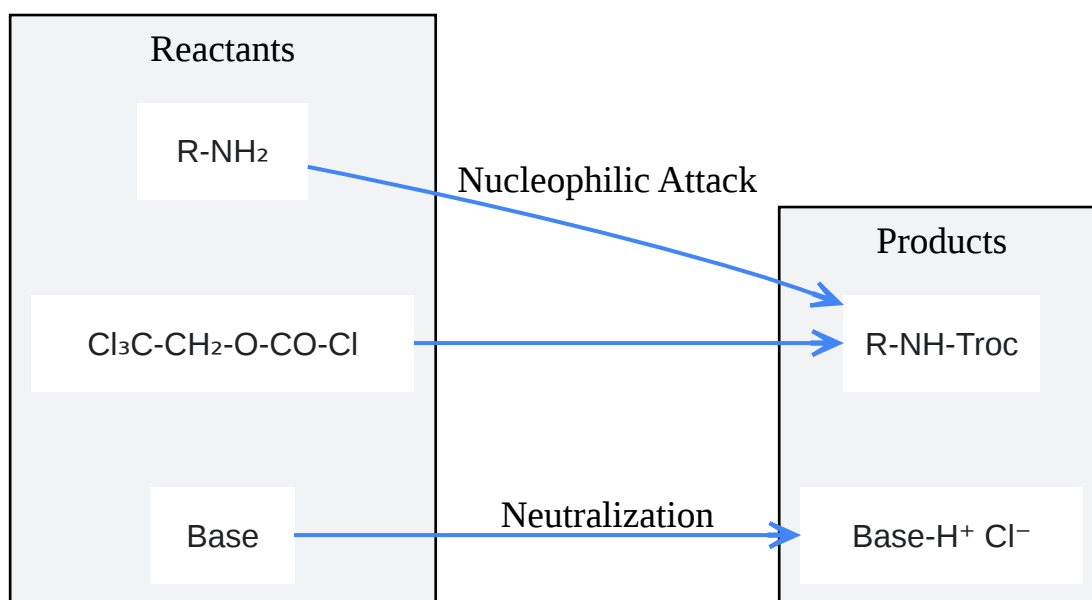 Reactants
R-NH₂
Nucleophilic Attack
Products
Cl₃C-CH₂-O-CO-Cl
R-NH-Troc
Base
Neutralization
Base-H⁺ Cl⁻